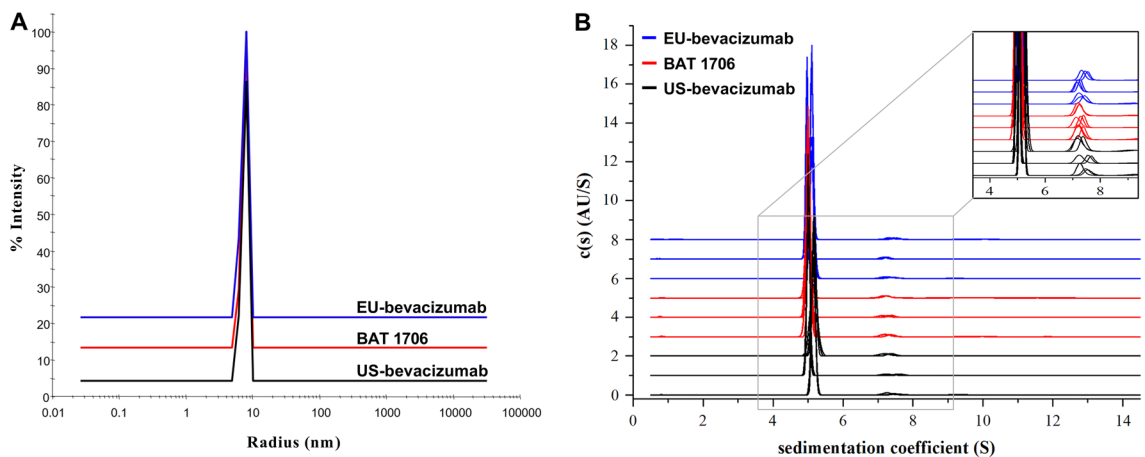 A
100
90
80
70
60
50
40
30
20
10
0
% Intensity
EU-bevacizumab
BAT 1706
US-bevacizumab
0.01 0.1 1 10 100 1000 10000 100000
Radius (nm)
B
EU-bevacizumab
BAT 1706
US-bevacizumab
18
16
14
12
10
8
6
4
2
0
c(s) (AU/S)
4 6 8
0 2 4 6 8 10 12 14
sedimentation coefficient (S)